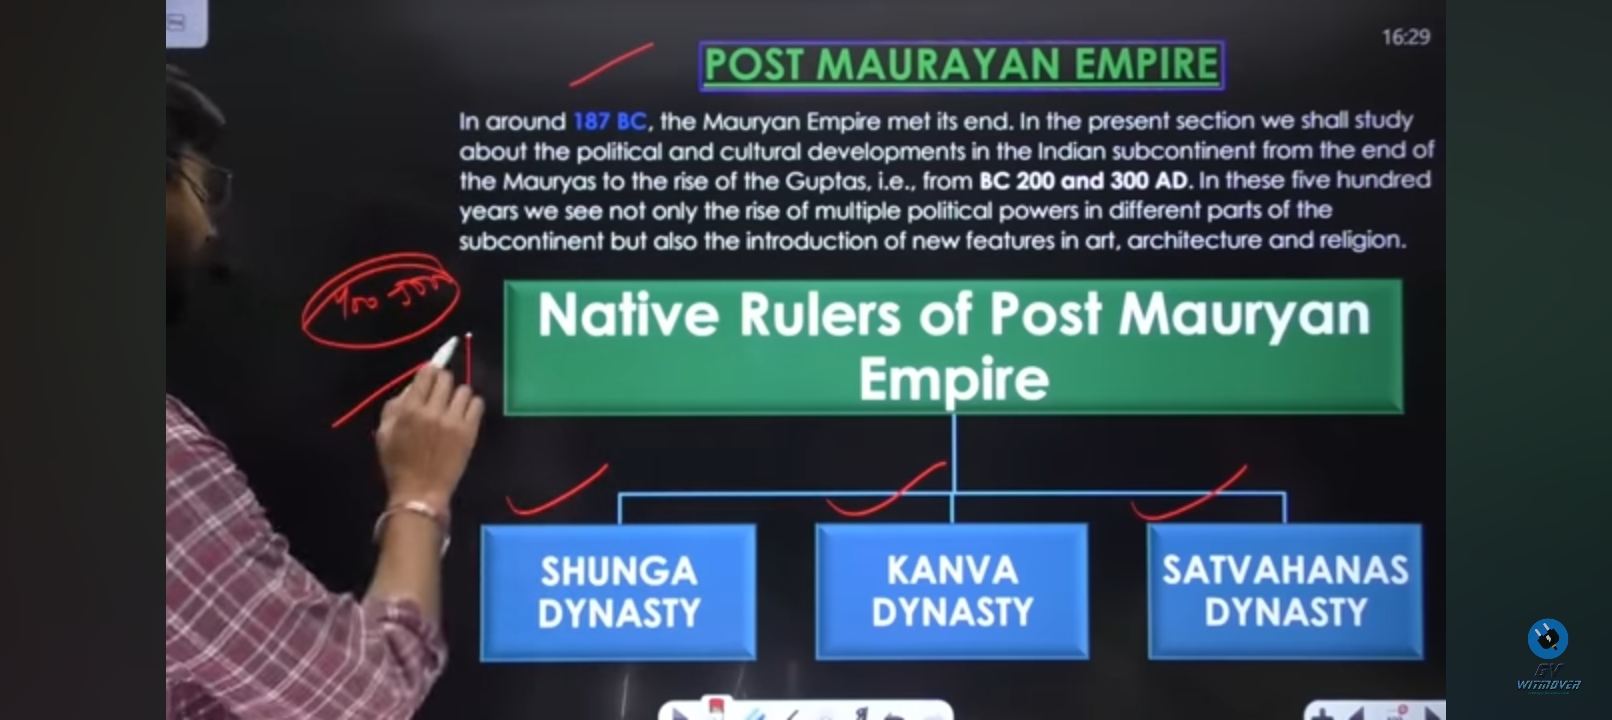 16:29
POST MAURAYAN EMPIRE
In around 187 BC, the Mauryan Empire met its end. In the present section we shall study
about the political and cultural developments in the Indian subcontinent from the end of
the Mauryas to the rise of the Guptas, i.e., from BC 200 and 300 AD. In these five hundred
years we see not only the rise of multiple political powers in different parts of the
subcontinent but also the introduction of new features in art, architecture and religion.
Native Rulers of Post Mauryan
Empire
SHUNGA
DYNASTY
KANVA
DYNASTY
SATVAHANAS
DYNASTY
WITMOVER